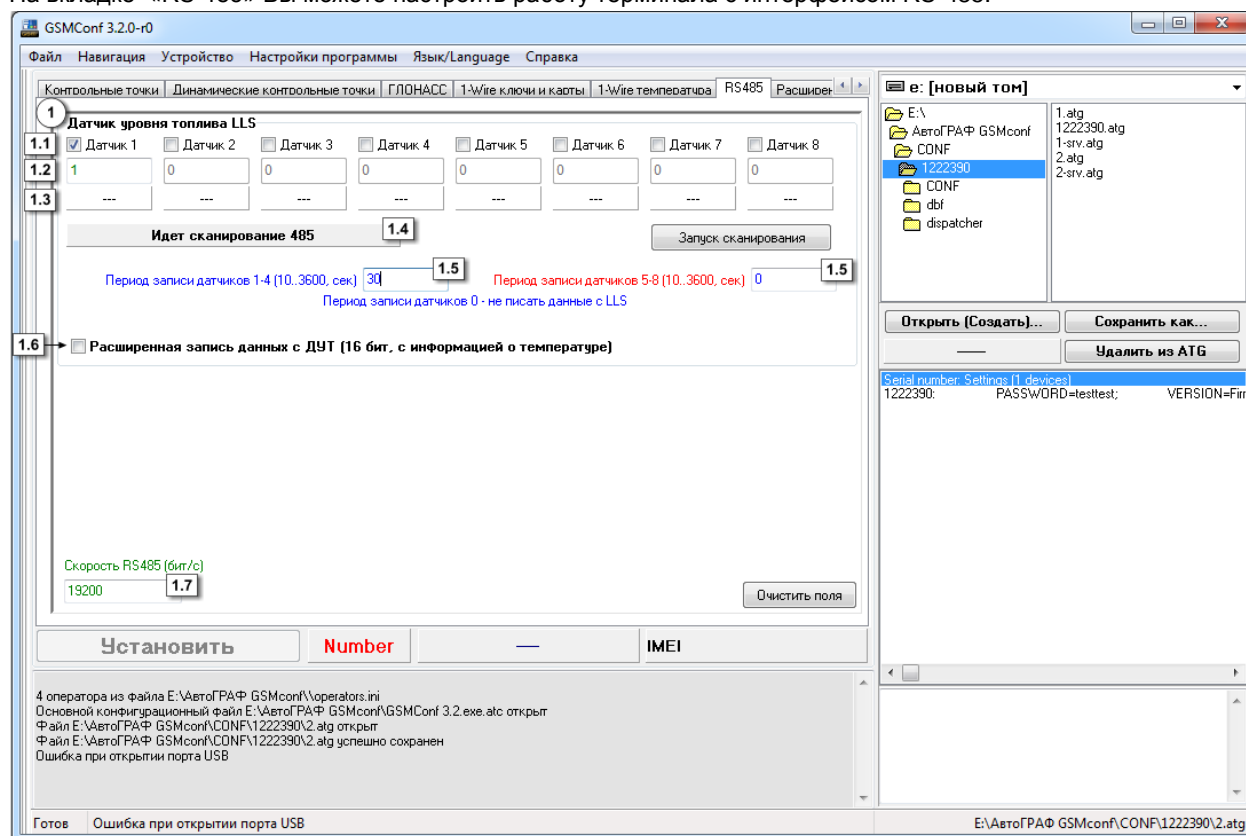 GSMConf 3.2.0-r0
Файл Навигация Устройство Настройки программы Язык/Language Справка
Контрольные точки Динамические контрольные точки ГЛОНАСС 1-Wire ключи и карты 1-Wire температура RS485 Расширен
1
Датчик уровня топлива LLS
1.1 Датчик 1 Датчик 2 Датчик 3 Датчик 4 Датчик 5 Датчик 6 Датчик 7 Датчик 8
1.2 1 0 0 0 0 0 0 0
1.3 --- --- --- --- --- --- --- ---
Идет сканирование 485 1.4 Запуск сканирования
Период записи датчиков 1-4 (10..3600, сек) 30 1.5 Период записи датчиков 5-8 (10..3600, сек) 0 1.5
Период записи датчиков 0 - не писать данные с LLS
1.6 Расширенная запись данных с ДУТ (16 бит, с информацией о температуре)
Скорость RS485 (бит/с)
19200 1.7
Очистить поля
Установить Number — IMEI
4 оператора из файла E:\АвтоГРАФ GSMconf\\operators.ini
Основной конфигурационный файл E:\АвтоГРАФ GSMconf\GSMConf 3.2.exe.atc открыт
Файл E:\АвтоГРАФ GSMconf\CONF\1222390\2.atg открыт
Файл E:\АвтоГРАФ GSMconf\CONF\1222390\2.atg успешно сохранен
Ошибка при открытии порта USB
e: [новый том]
E:\
АвтоГРАФ GSMconf
CONF
1222390
CONF
dbf
dispatcher
1.atg
1222390.atg
1-srv.atg
2.atg
2-srv.atg
Открыть (Создать)... Сохранить как...
— Удалить из ATG
Serial number: Settings (1 devices)
1222390: PASSWORD=testtest; VERSION=Firr
Готов Ошибка при открытии порта USB E:\АвтоГРАФ GSMconf\CONF\1222390\2.atg